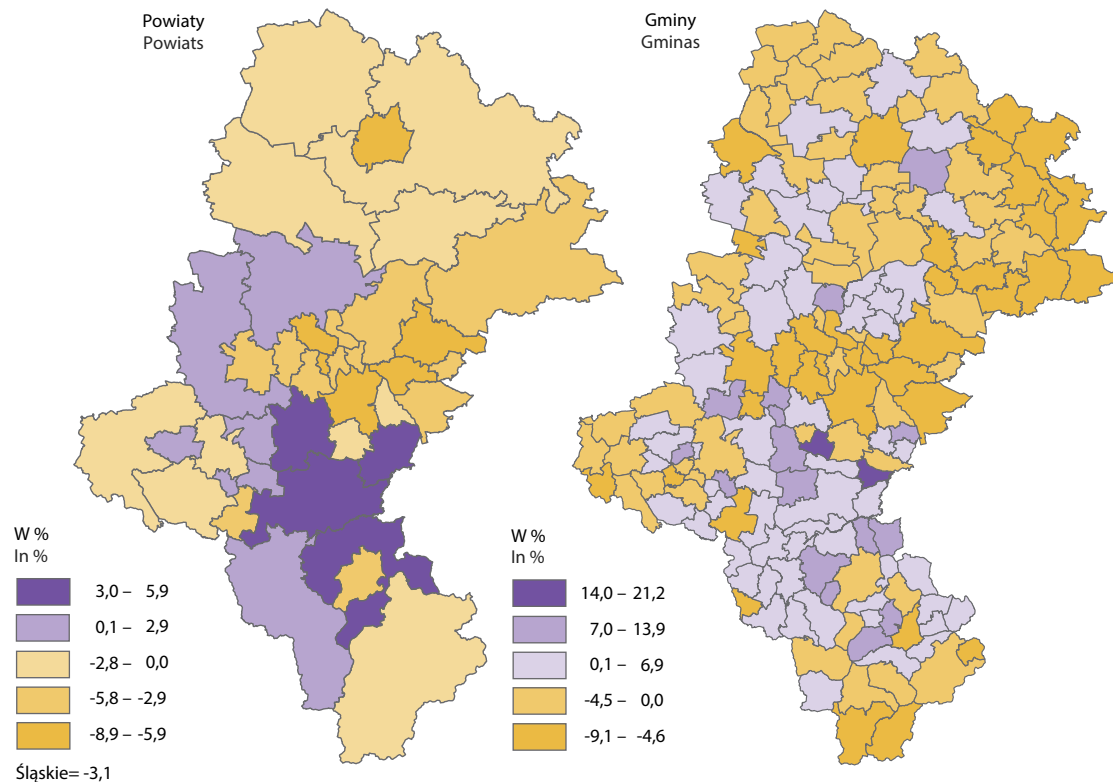 Powiaty
Powiats
W %
In %
3,0 – 5,9
0,1 – 2,9
-2,8 – 0,0
-5,8 – -2,9
-8,9 – -5,9
Śląskie= -3,1
Gminy
Gminas
W %
In %
14,0 – 21,2
7,0 – 13,9
0,1 – 6,9
-4,5 – 0,0
-9,1 – -4,6